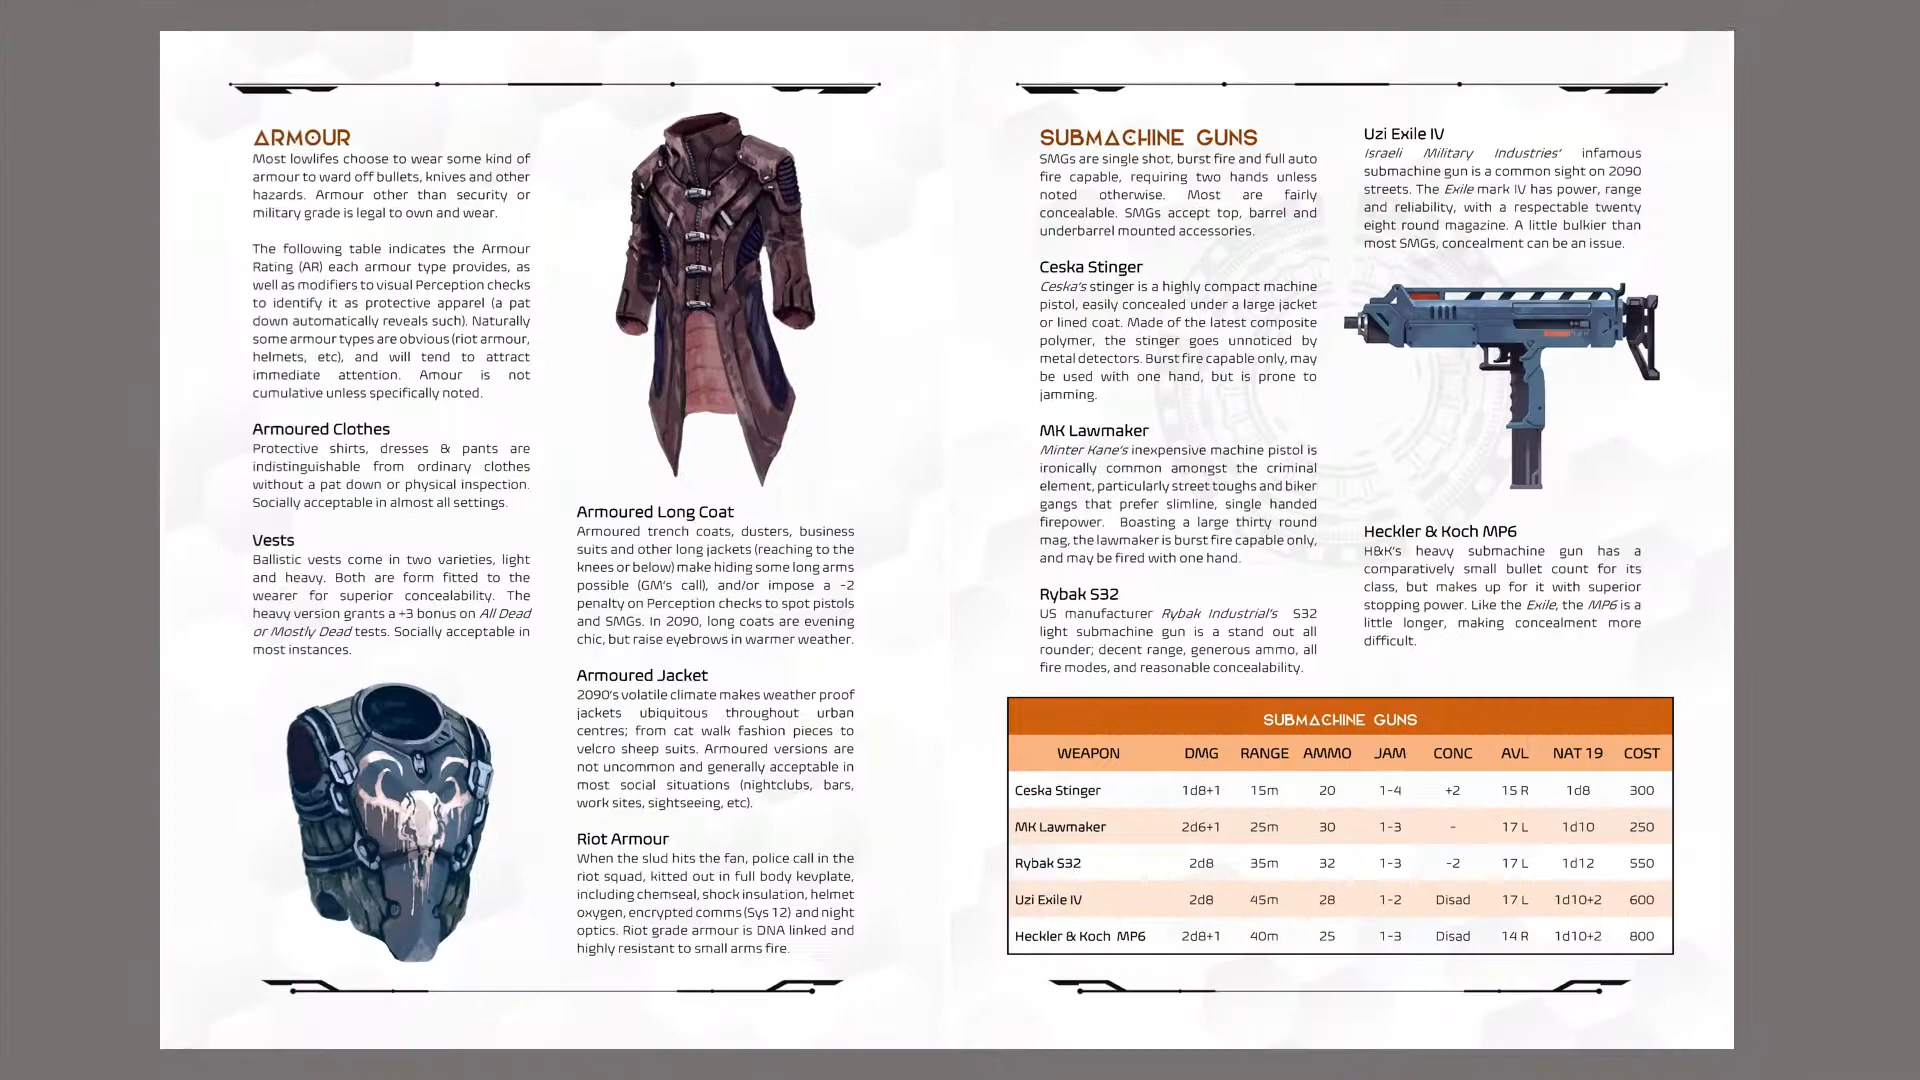 ARMOUR
Most lowlifes choose to wear some kind of
armour to ward off bullets, knives and other
hazards. Armour other than security or
military grade is legal to own and wear.
The following table indicates the Armour
Rating (AR) each armour type provides, as
well as modifiers to visual Perception checks
to identify it as protective apparel (a pat
down automatically reveals such). Naturally
some armour types are obvious (riot armour,
helmets, etc), and will tend to attract
immediate attention. Amour is not
cumulative unless specifically noted.
Armoured Clothes
Protective shirts, dresses & pants are
indistinguishable from ordinary clothes
without a pat down or physical inspection.
Socially acceptable in almost all settings.
Vests
Ballistic vests come in two varieties, light
and heavy. Both are form fitted to the
wearer for superior concealability. The
heavy version grants a +3 bonus on All Dead
or Mostly Dead tests. Socially acceptable in
most instances.
Armoured Long Coat
Armoured trench coats, dusters, business
suits and other long jackets (reaching to the
knees or below) make hiding some long arms
possible (GM's call), and/or impose a -2
penalty on Perception checks to spot pistols
and SMGs. In 2090, long coats are evening
chic, but raise eyebrows in warmer weather.
Armoured Jacket
2090's volatile climate makes weather proof
jackets ubiquitous throughout urban
centres; from cat walk fashion pieces to
velcro sheep suits. Armoured versions are
not uncommon and generally acceptable in
most social situations (nightclubs, bars,
work sites, sightseeing, etc).
Riot Armour
When the slud hits the fan, police call in the
riot squad, kitted out in full body kevplate,
including chemseal, shock insulation, helmet
oxygen, encrypted comms (Sys 12) and night
optics. Riot grade armour is DNA linked and
highly resistant to small arms fire.
SUBMACHINE GUNS
SMGs are single shot, burst fire and full auto
fire capable, requiring two hands unless
noted otherwise. Most are fairly
concealable. SMGs accept top, barrel and
underbarrel mounted accessories.
Ceska Stinger
Ceska's stinger is a highly compact machine
pistol, easily concealed under a large jacket
or lined coat. Made of the latest composite
polymer, the stinger goes unnoticed by
metal detectors. Burst fire capable only, may
be used with one hand, but is prone to
jamming.
MK Lawmaker
Minter Kane's inexpensive machine pistol is
ironically common amongst the criminal
element, particularly street toughs and biker
gangs that prefer slimline, single handed
firepower. Boasting a large thirty round
mag, the lawmaker is burst fire capable only,
and may be fired with one hand.
Rybak S32
US manufacturer Rybak Industrial's S32
light submachine gun is a stand out all
rounder; decent range, generous ammo, all
fire modes, and reasonable concealability.
Uzi Exile IV
Israeli Military Industries' infamous
submachine gun is a common sight on 2090
streets. The Exile mark IV has power, range
and reliability, with a respectable twenty
eight round magazine. A little bulkier than
most SMGs, concealment can be an issue.
Heckler & Koch MP6
H&K's heavy submachine gun has a
comparatively small bullet count for its
class, but makes up for it with superior
stopping power. Like the Exile, the MP6 is a
little longer, making concealment more
difficult.
SUBMACHINE GUNS
WEAPON DMG RANGE AMMO JAM CONC AVL NAT 19 COST
Ceska Stinger 1d8+1 15m 20 1-4 +2 15 R 1d8 300
MK Lawmaker 2d6+1 25m 30 1-3 - 17 L 1d10 250
Rybak S32 2d8 35m 32 1-3 -2 17 L 1d12 550
Uzi Exile IV 2d8 45m 28 1-2 Disad 17 L 1d10+2 600
Heckler & Koch MP6 2d8+1 40m 25 1-3 Disad 14 R 1d10+2 800